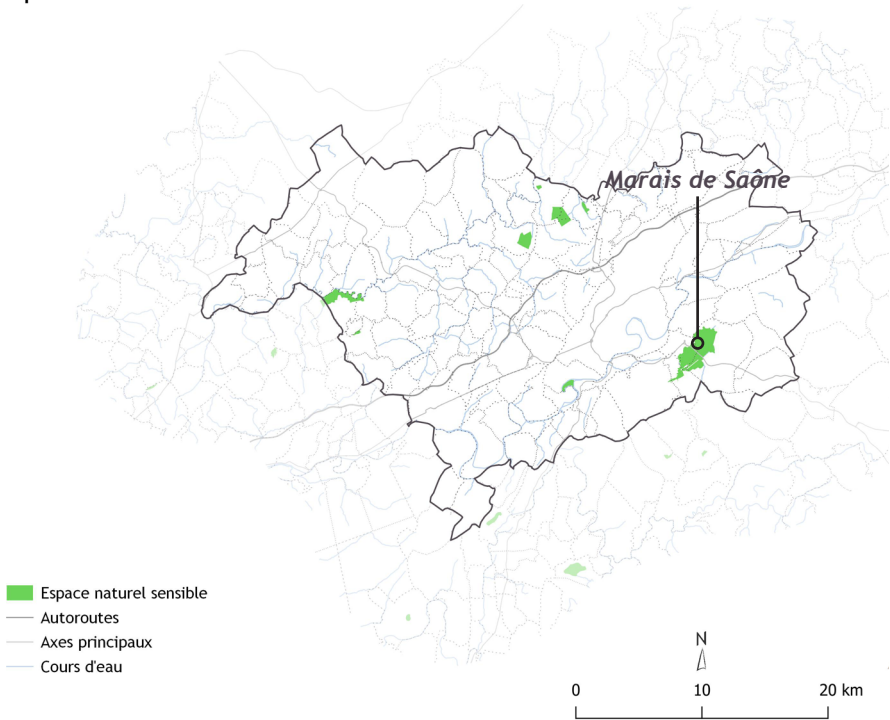 Marais de Saône
Espace naturel sensible
Autoroutes
Axes principaux
Cours d'eau
N
0 10 20 km